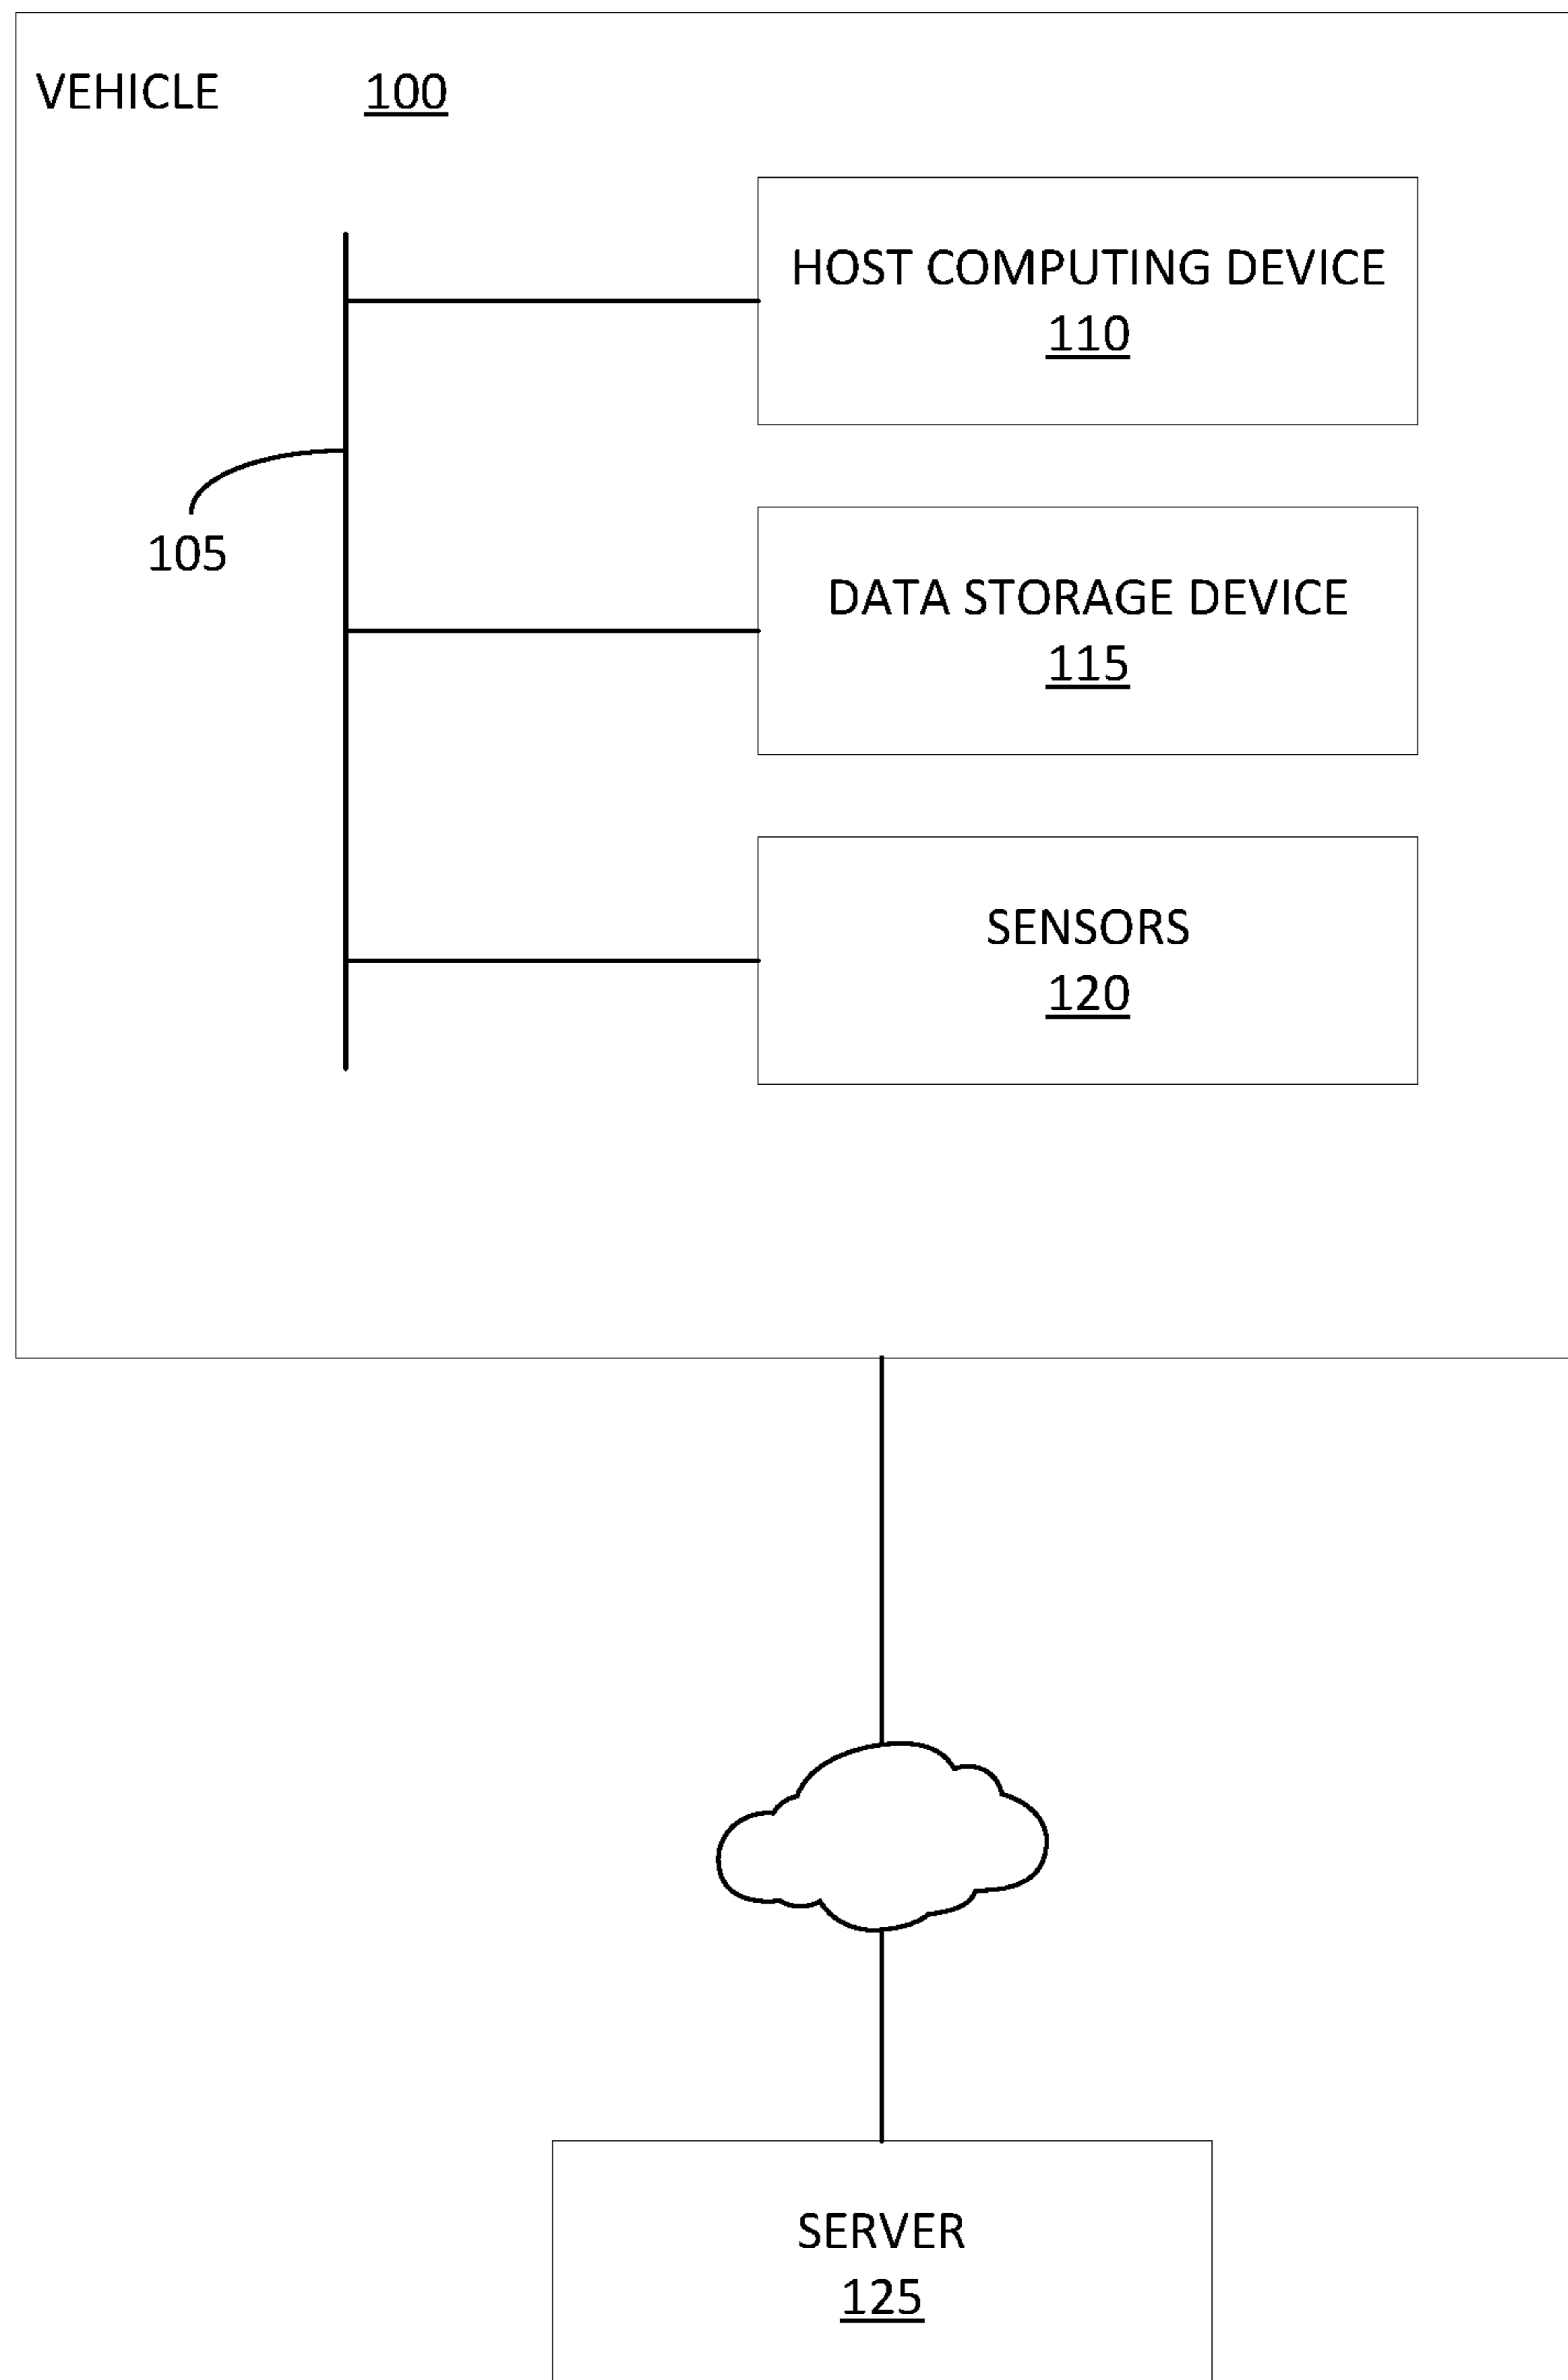 VEHICLE 100
HOST COMPUTING DEVICE
110
105
DATA STORAGE DEVICE
115
SENSORS
120
SERVER
125